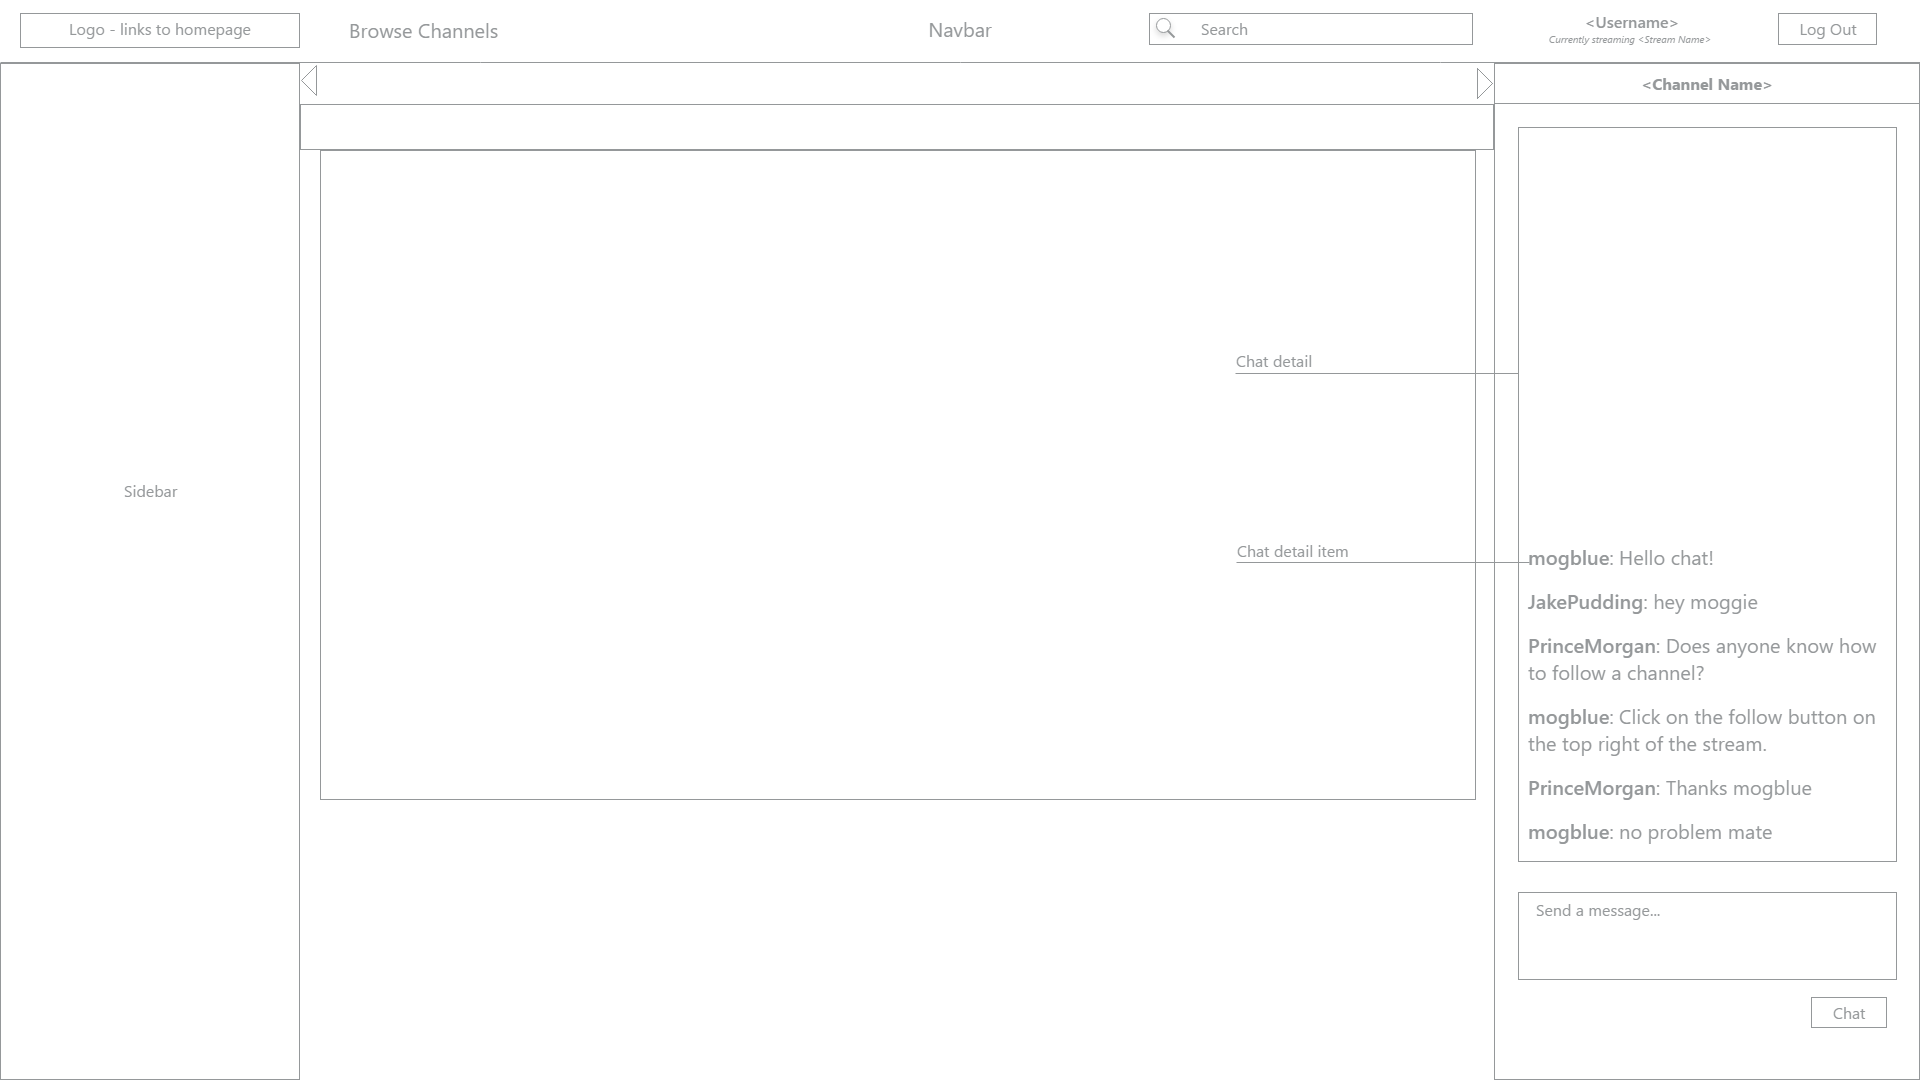 Logo - links to homepage
Browse Channels
Navbar
Search
<Username>
Currently streaming <Stream Name>
Log Out
<Channel Name>
Sidebar
Chat detail
Chat detail item
mogblue: Hello chat!
JakePudding: hey moggie
PrinceMorgan: Does anyone know how
to follow a channel?
mogblue: Click on the follow button on
the top right of the stream.
PrinceMorgan: Thanks mogblue
mogblue: no problem mate
Send a message...
Chat